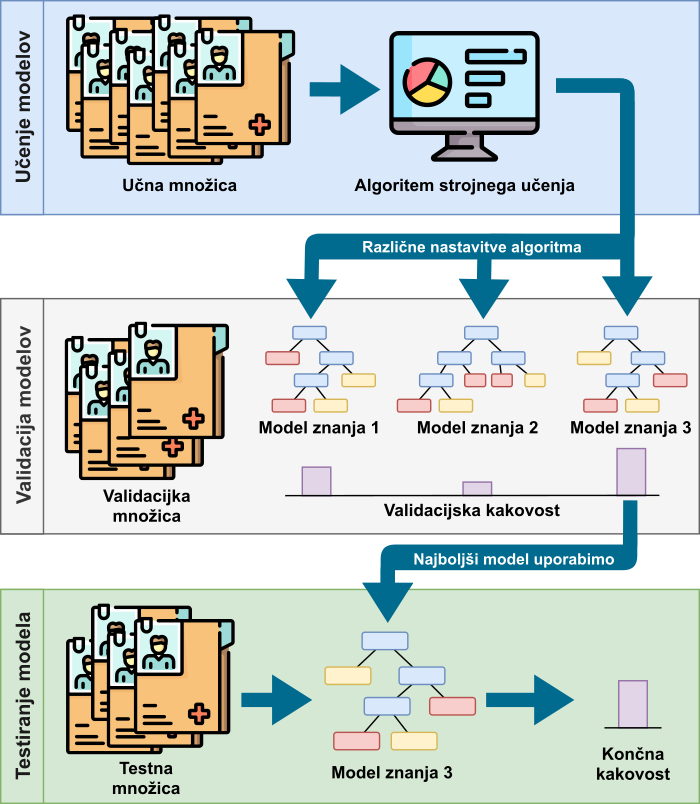 Učenje modelov
Učna množica
Algoritem strojnega učenja
Različne nastavitve algoritma
Validacija modelov
Model znanja 1
Model znanja 2
Model znanja 3
Validacijka
množica
Validacijska kakovost
Najboljši model uporabimo
Testiranje modela
Testna
množica
Model znanja 3
Končna
kakovost